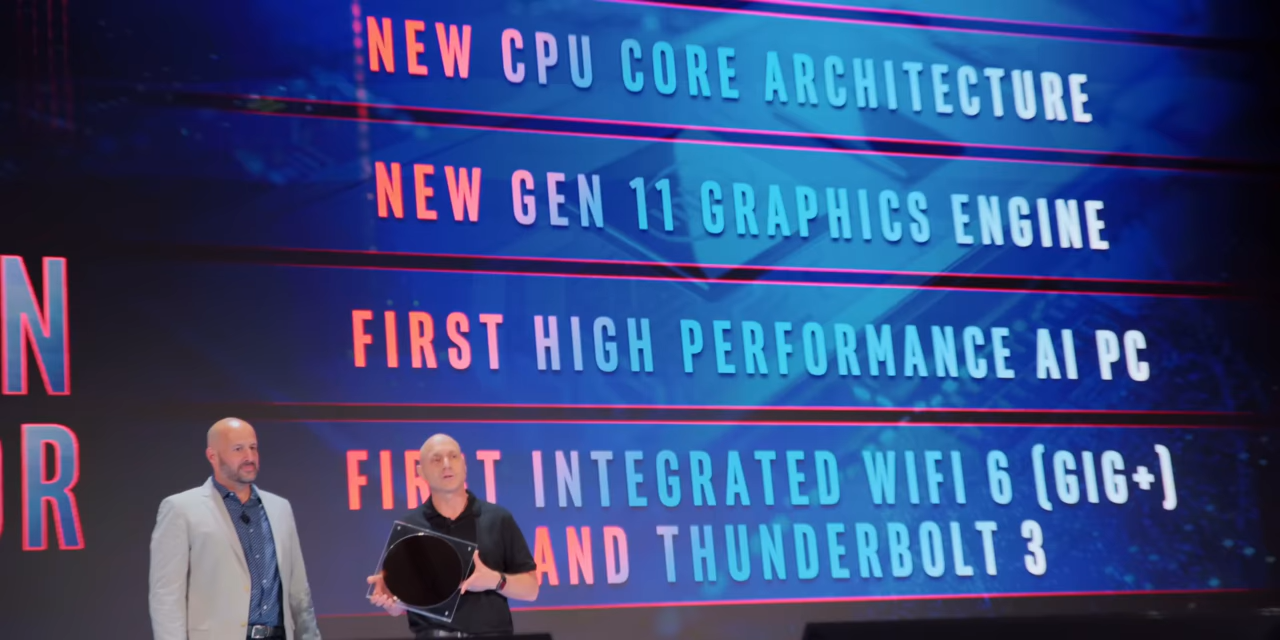 NEW CPU CORE ARCHITECTURE
NEW GEN 11 GRAPHICS ENGINE
FIRST HIGH PERFORMANCE AI PC
FIRST INTEGRATED WIFI 6 (GIG+)
AND THUNDERBOLT 3